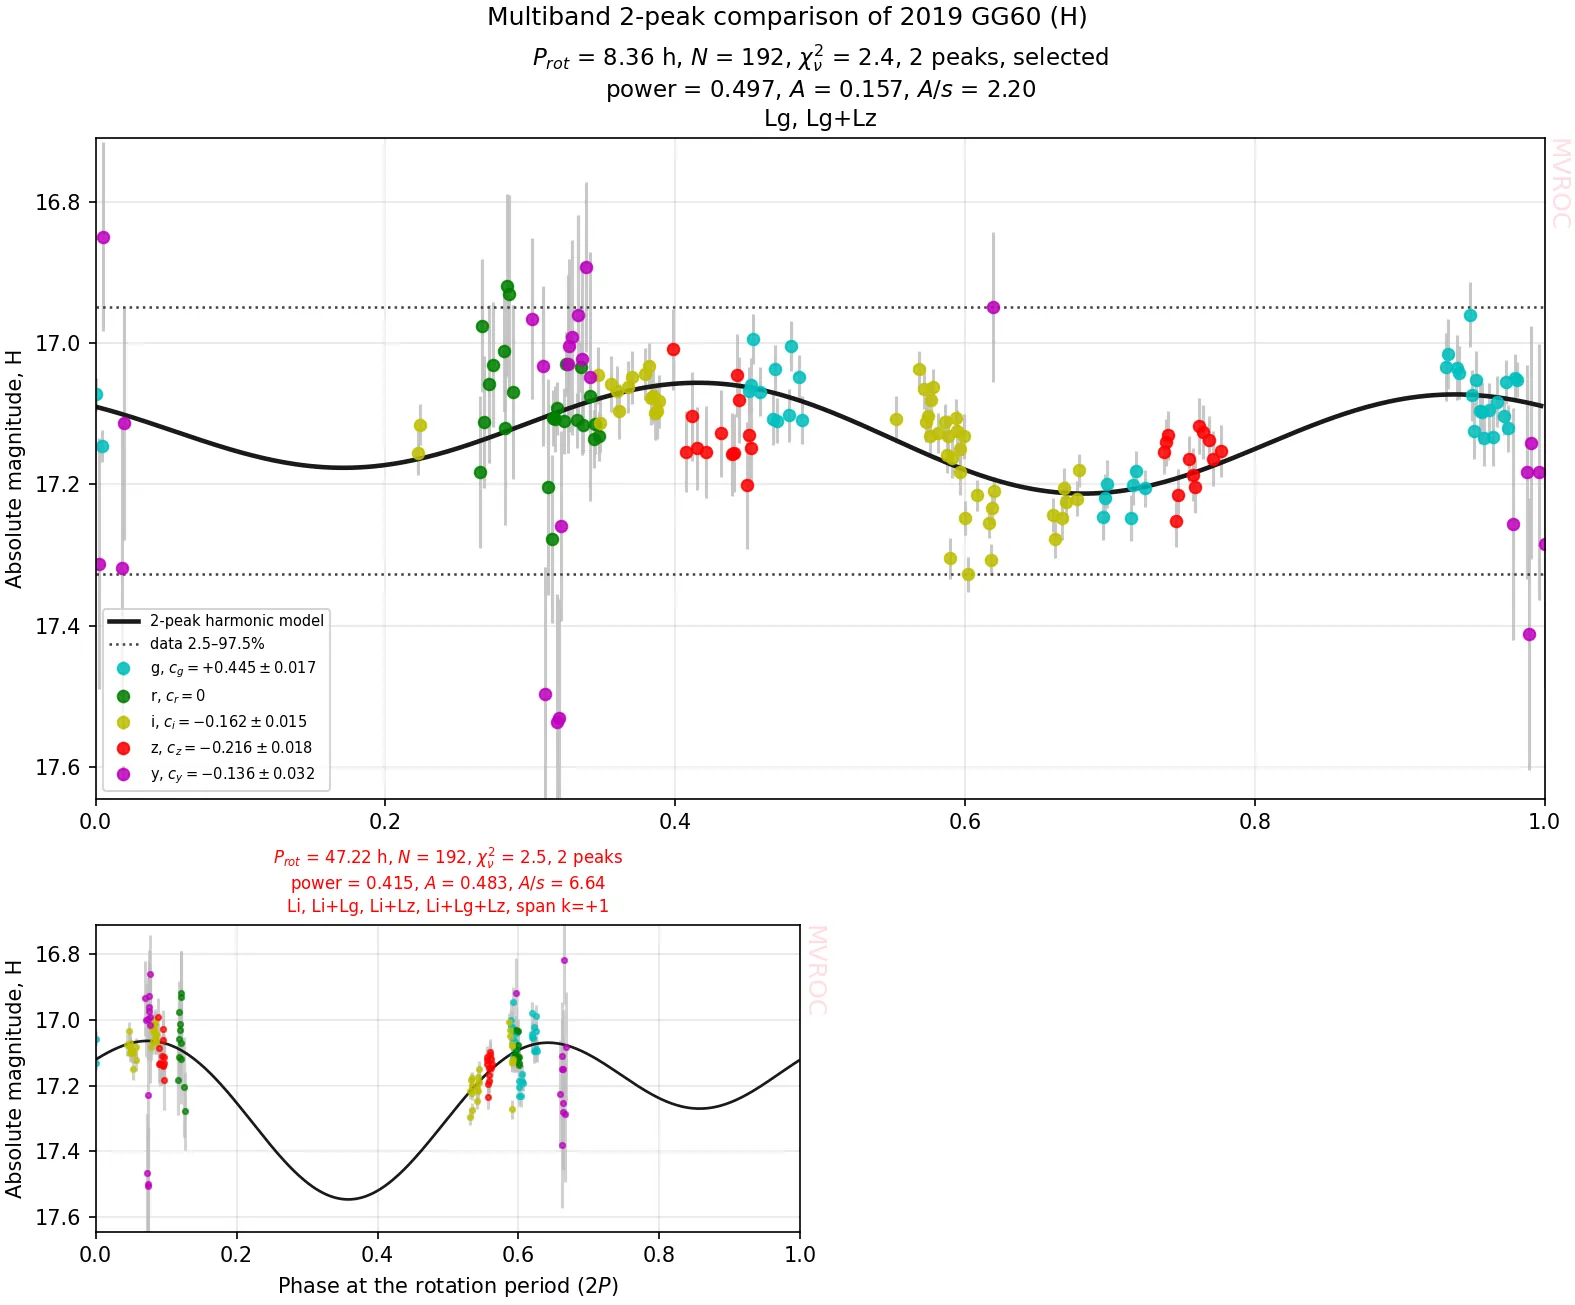 Multiband 2-peak comparison of 2019 GG60 (H)
P_rot = 8.36 h, N = 192, χ²_ν = 2.4, 2 peaks, selected
power = 0.497, A = 0.157, A/s = 2.20
Lg, Lg+Lz
MVROC
Absolute magnitude, H
16.8
17.0
17.2
17.4
17.6
2-peak harmonic model
data 2.5–97.5%
g, c_g = +0.445 ± 0.017
r, c_r = 0
i, c_i = −0.162 ± 0.015
z, c_z = −0.216 ± 0.018
y, c_y = −0.136 ± 0.032
0.0 0.2 0.4 0.6 0.8 1.0
P_rot = 47.22 h, N = 192, χ²_ν = 2.5, 2 peaks
power = 0.415, A = 0.483, A/s = 6.64
Li, Li+Lg, Li+Lz, Li+Lg+Lz, span k=+1
MVROC
Absolute magnitude, H
16.8
17.0
17.2
17.4
17.6
0.0 0.2 0.4 0.6 0.8 1.0
Phase at the rotation period (2P)